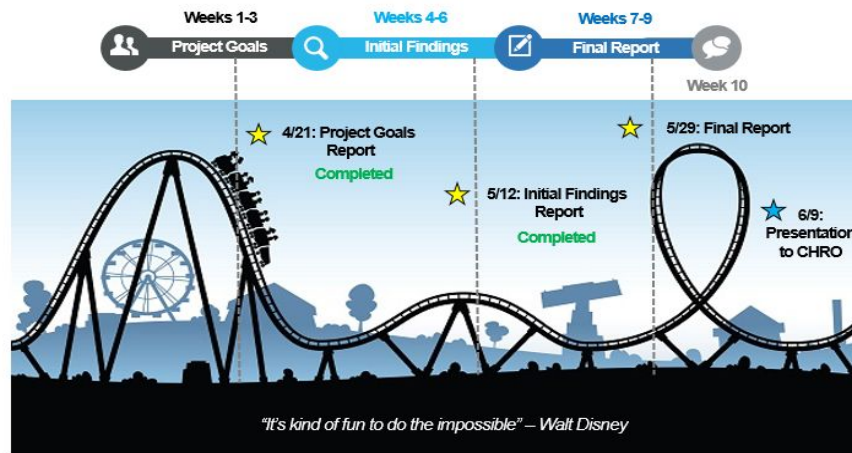 Weeks 1-3
Weeks 4-6
Weeks 7-9
Project Goals
Initial Findings
Final Report
Week 10
4/21: Project Goals
Report
Completed
5/12: Initial Findings
Report
Completed
5/29: Final Report
6/9:
Presentation
to CHRO
“It’s kind of fun to do the impossible” – Walt Disney